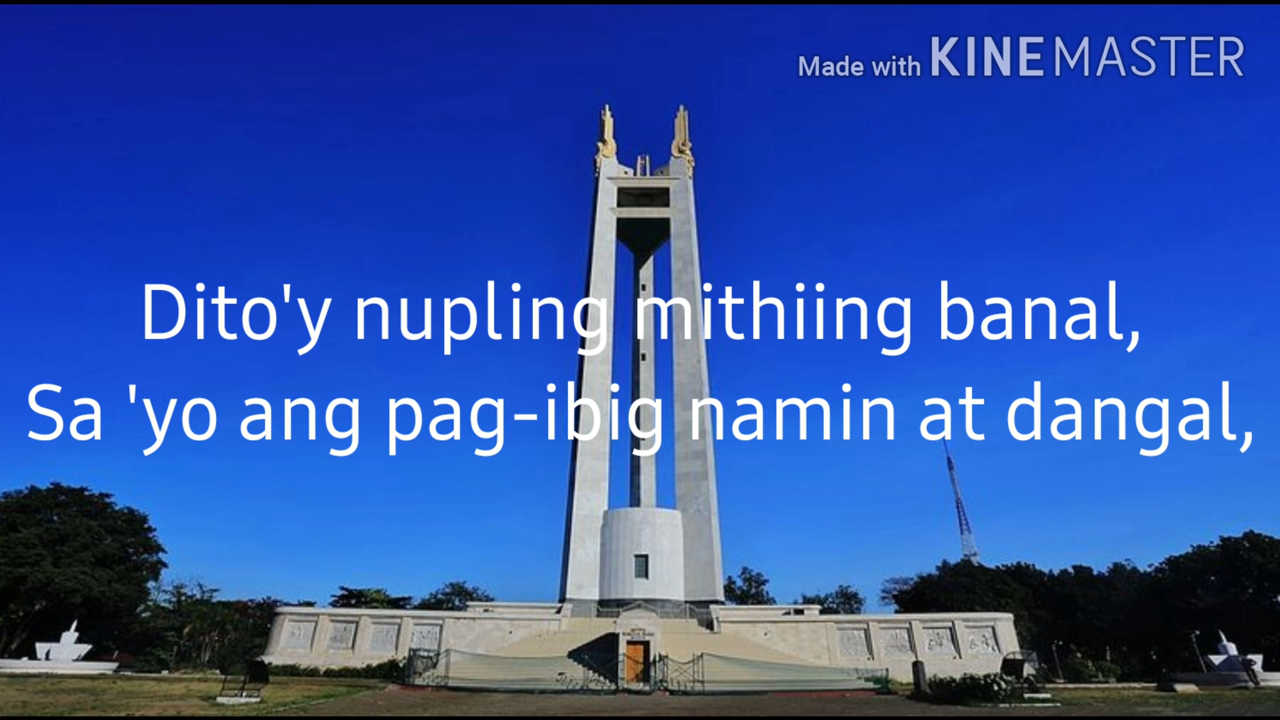 Made with KINEMASTER
Dito'y nupling mithiing banal,
Sa 'yo ang pag-ibig namin at dangal,